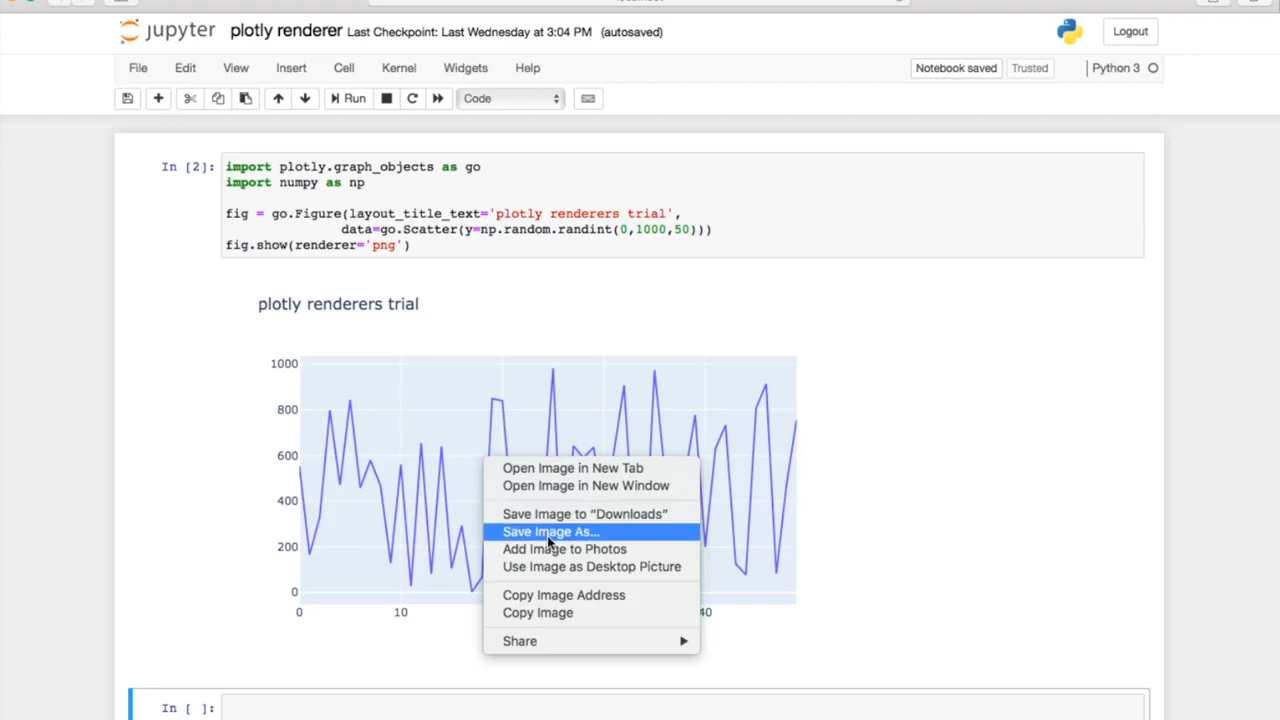 jupyter plotly renderer Last Checkpoint: Last Wednesday at 3:04 PM (autosaved) Logout
File Edit View Insert Cell Kernel Widgets Help Notebook saved Trusted Python 3
Run Code
In [2]: import plotly.graph_objects as go
import numpy as np
fig = go.Figure(layout_title_text='plotly renderers trial',
data=go.Scatter(y=np.random.randint(0,1000,50)))
fig.show(renderer='png')
plotly renderers trial
1000
800
600
400
200
0
0 10 40
Open Image in New Tab
Open Image in New Window
Save Image to “Downloads”
Save Image As...
Add Image to Photos
Use Image as Desktop Picture
Copy Image Address
Copy Image
Share
In [ ]: